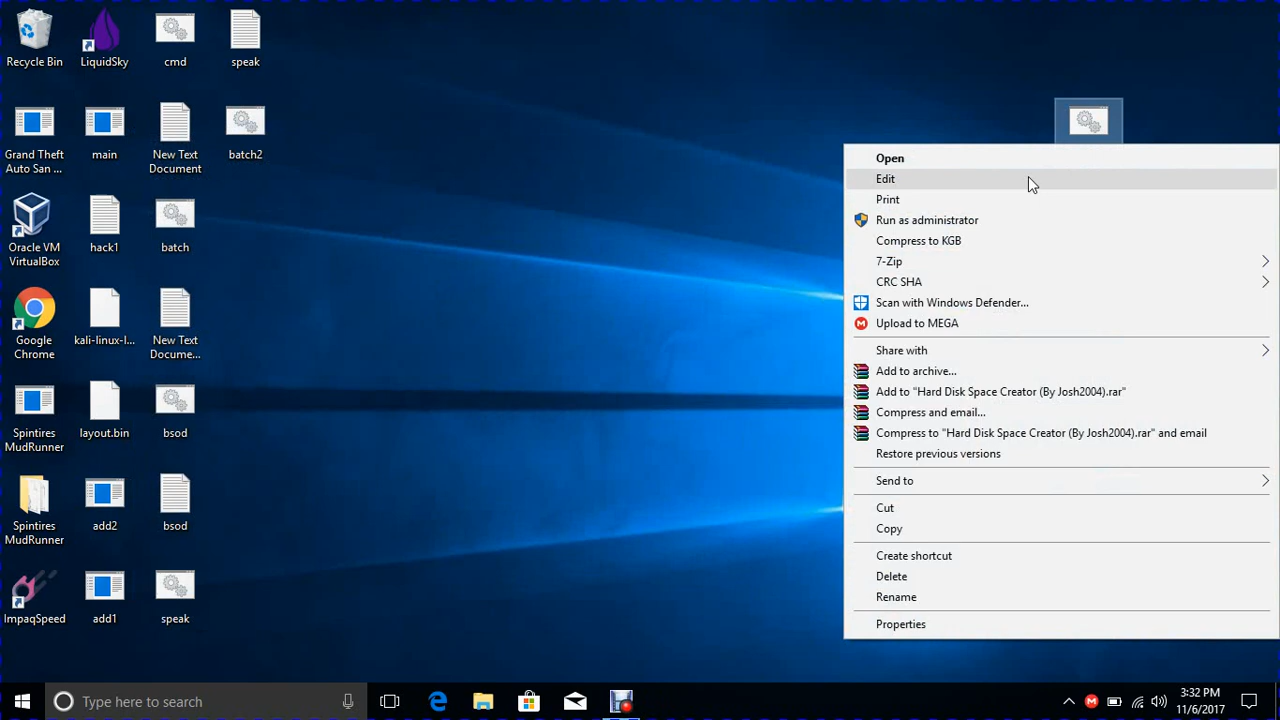 Recycle Bin
LiquidSky
cmd
speak
Grand Theft
Auto San ...
main
New Text
Document
batch2
Oracle VM
VirtualBox
hack1
batch
Google
Chrome
kali-linux-l...
New Text
Docume...
Spintires
MudRunner
layout.bin
bsod
Spintires
MudRunner
add2
bsod
ImpaqSpeed
add1
speak
Open
Edit
Print
Run as administrator
Compress to KGB
7-Zip
CRC SHA
Scan with Windows Defender...
Upload to MEGA
Share with
Add to archive...
Add to "Hard Disk Space Creator (By Josh2004).rar"
Compress and email...
Compress to "Hard Disk Space Creator (By Josh2004).rar" and email
Restore previous versions
Send to
Cut
Copy
Create shortcut
Delete
Rename
Properties
Type here to search
3:32 PM
11/6/2017